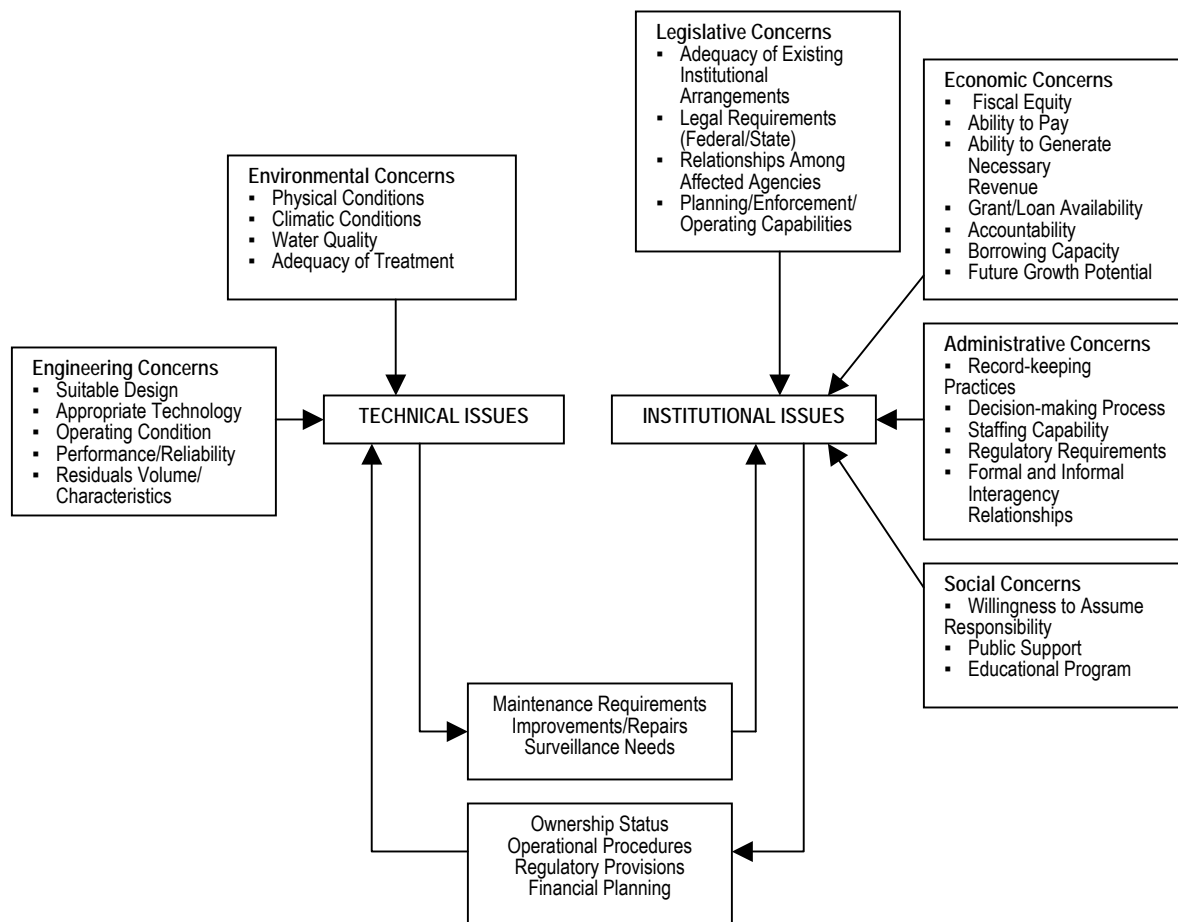 Legislative Concerns
▪ Adequacy of Existing
Institutional
Arrangements
▪ Legal Requirements
(Federal/State)
▪ Relationships Among
Affected Agencies
▪ Planning/Enforcement/
Operating Capabilities
Economic Concerns
▪ Fiscal Equity
▪ Ability to Pay
▪ Ability to Generate
Necessary
Revenue
▪ Grant/Loan Availability
▪ Accountability
▪ Borrowing Capacity
▪ Future Growth Potential
Environmental Concerns
▪ Physical Conditions
▪ Climatic Conditions
▪ Water Quality
▪ Adequacy of Treatment
Engineering Concerns
▪ Suitable Design
▪ Appropriate Technology
▪ Operating Condition
▪ Performance/Reliability
▪ Residuals Volume/
Characteristics
TECHNICAL ISSUES
INSTITUTIONAL ISSUES
Administrative Concerns
▪ Record-keeping
Practices
▪ Decision-making Process
▪ Staffing Capability
▪ Regulatory Requirements
▪ Formal and Informal
Interagency
Relationships
Social Concerns
▪ Willingness to Assume
Responsibility
▪ Public Support
▪ Educational Program
Maintenance Requirements
Improvements/Repairs
Surveillance Needs
Ownership Status
Operational Procedures
Regulatory Provisions
Financial Planning